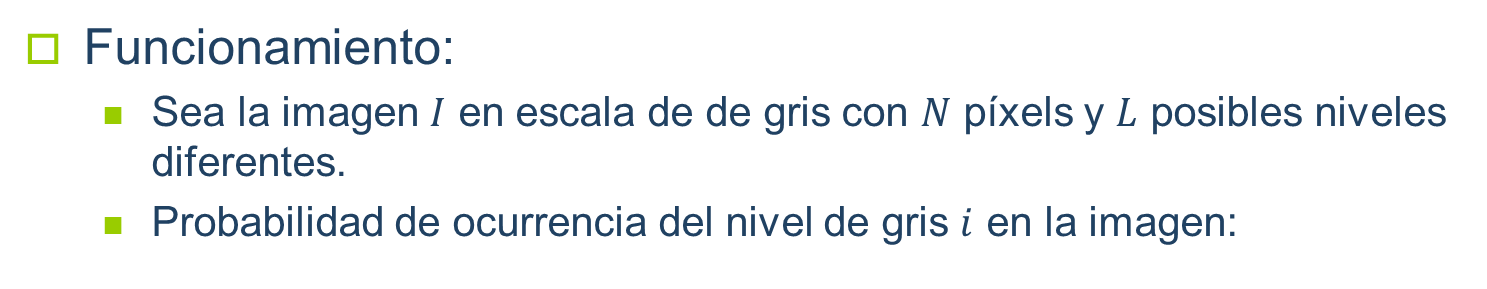 Funcionamiento:
Sea la imagen I en escala de de gris con N píxels y L posibles niveles
diferentes.
Probabilidad de ocurrencia del nivel de gris i en la imagen: